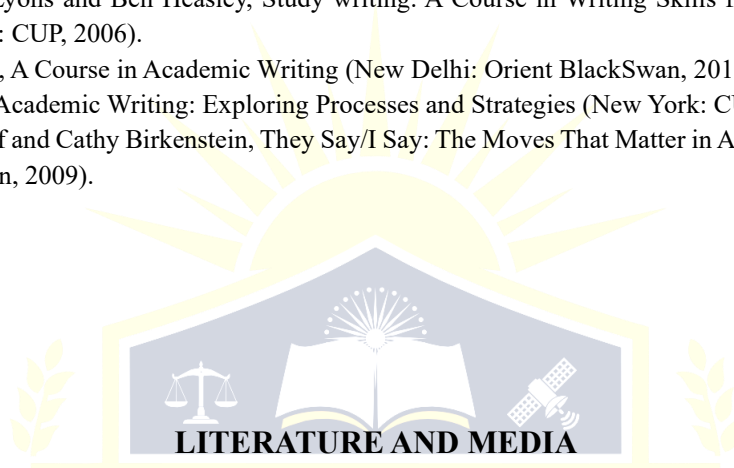 Lyons and Ben Heasley, Study writing: A Course in Writing Skills
: CUP, 2006).
, A Course in Academic Writing (New Delhi: Orient BlackSwan, 201
Academic Writing: Exploring Processes and Strategies (New York:
f and Cathy Birkenstein, They Say/I Say: The Moves That Matter in A
n, 2009).
LITERATURE AND MEDIA